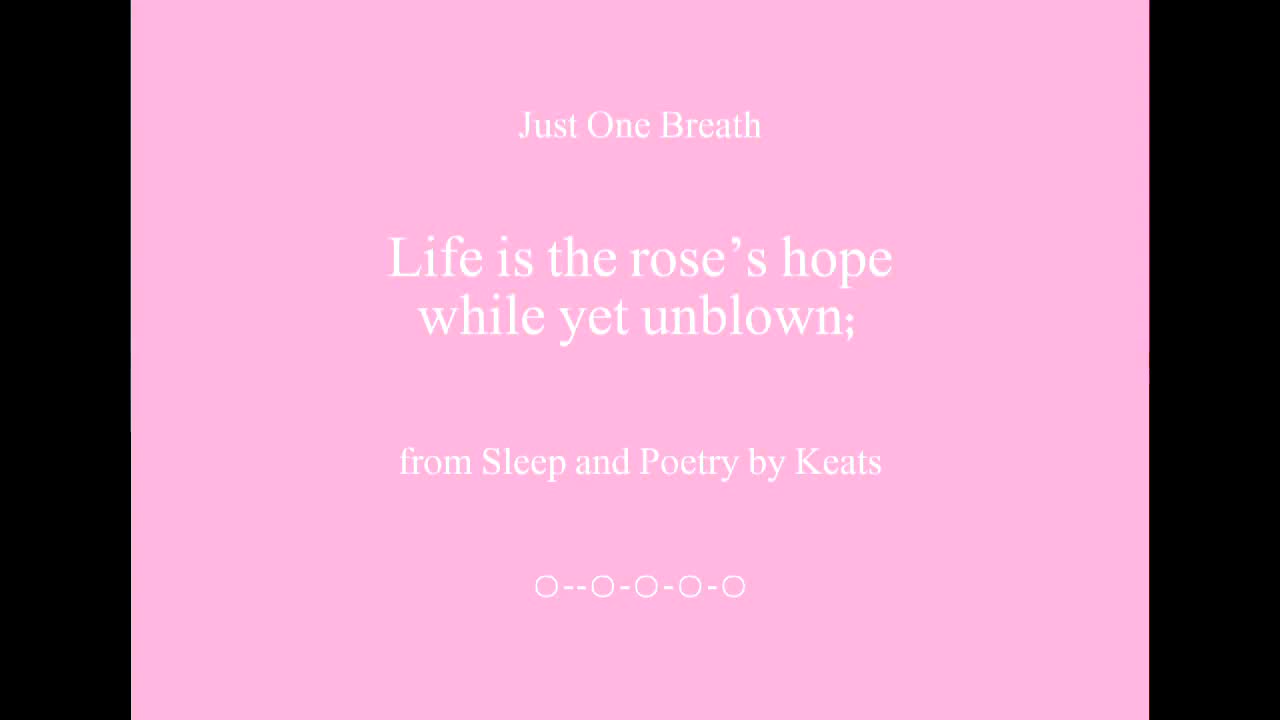 Just One Breath
Life is the rose’s hope
while yet unblown;
from Sleep and Poetry by Keats
○--○-○-○-○